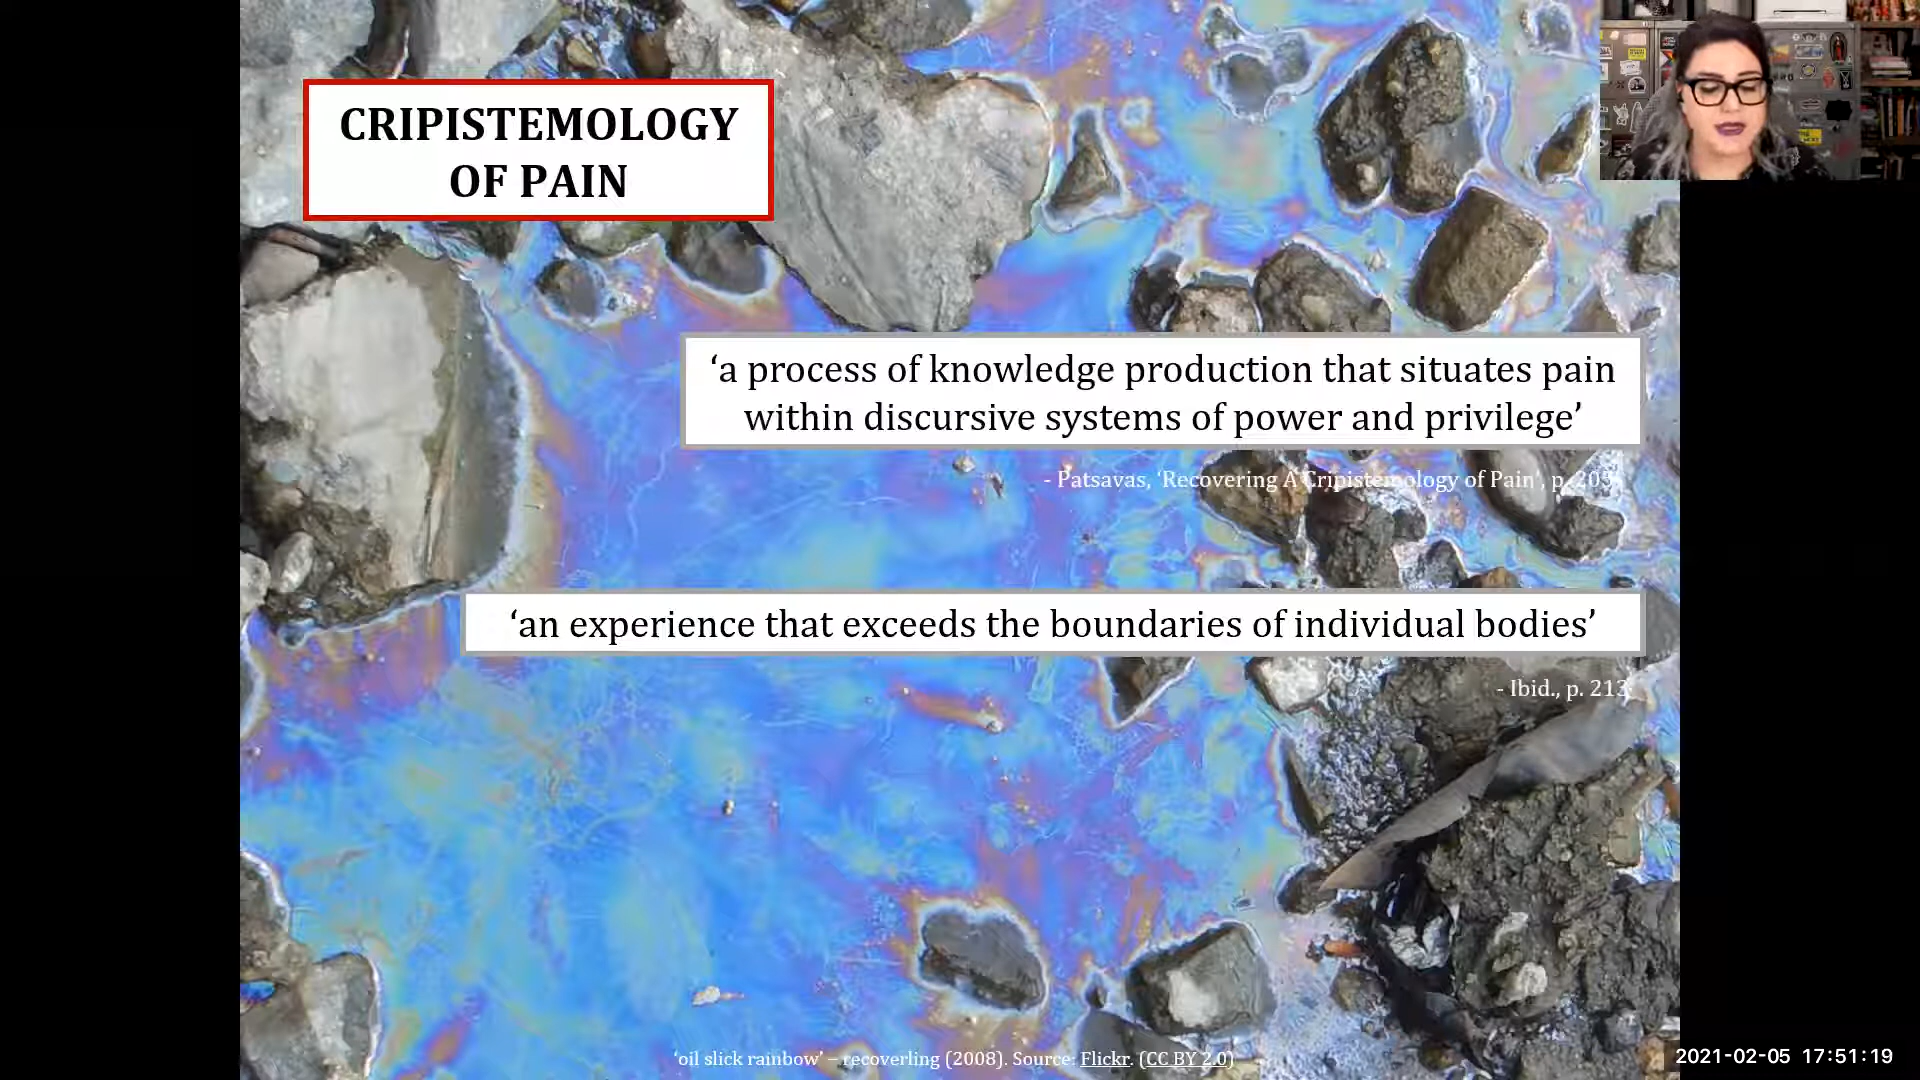 CRIPISTEMOLOGY
OF PAIN
‘a process of knowledge production that situates pain
within discursive systems of power and privilege’
- Patsavas, ‘Recovering A Cripistemology of Pain’, p. 203
‘an experience that exceeds the boundaries of individual bodies’
- Ibid., p. 213
‘oil slick rainbow’ – recoverling (2008). Source: Flickr. (CC BY 2.0)
2021-02-05 17:51:19